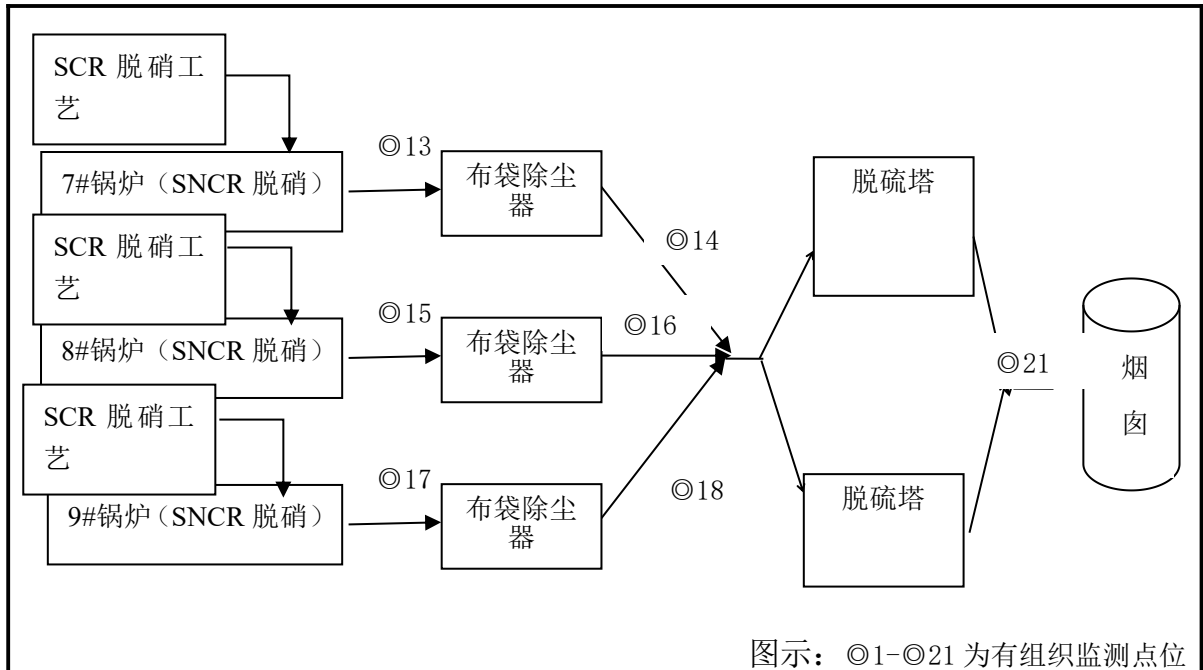 SCR 脱硝工
艺
7#锅炉（SNCR 脱硝）
◎13
布袋除尘
器
◎14
脱硫塔
SCR 脱硝工
艺
8#锅炉（SNCR 脱硝）
◎15
布袋除尘
器
◎16
◎21
烟
囱
SCR 脱硝工
艺
9#锅炉（SNCR 脱硝）
◎17
布袋除尘
器
◎18
脱硫塔
图示：◎1-◎21 为有组织监测点位